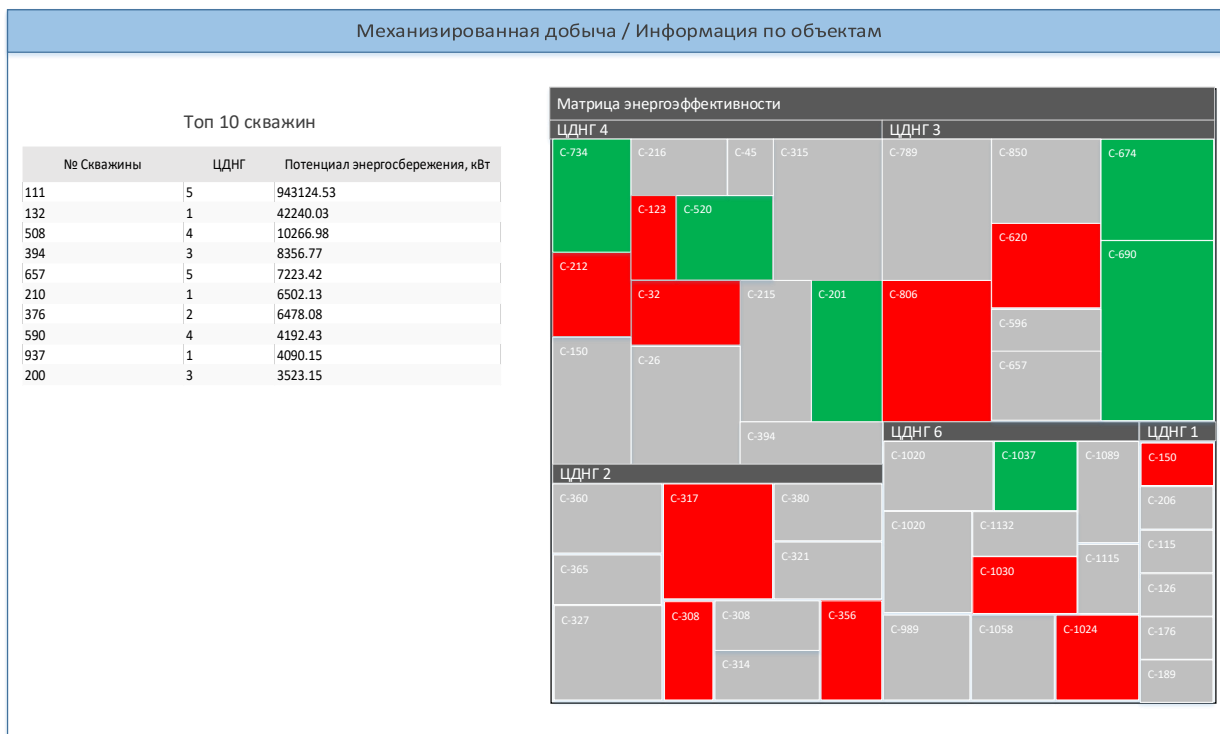 Механизированная добыча / Информация по объектам
Топ 10 скважин
№ Скважины ЦДНГ Потенциал энергосбережения, кВт
111 5 943124.53
132 1 42240.03
508 4 10266.98
394 3 8356.77
657 5 7223.42
210 1 6502.13
376 2 6478.08
590 4 4192.43
937 1 4090.15
200 3 3523.15
Матрица энергоэффективности
ЦДНГ 4
С-734
С-216
С-45
С-315
С-123
С-520
С-212
С-32
С-215
С-201
С-150
С-26
С-394
ЦДНГ 3
С-789
С-850
С-674
С-620
С-690
С-806
С-596
С-657
ЦДНГ 2
С-360
С-317
С-380
С-321
С-365
С-327
С-308
С-308
С-356
С-314
ЦДНГ 6
С-1020
С-1037
С-1089
С-1020
С-1132
С-1115
С-1030
С-989
С-1058
С-1024
ЦДНГ 1
С-150
С-206
С-115
С-126
С-176
С-189